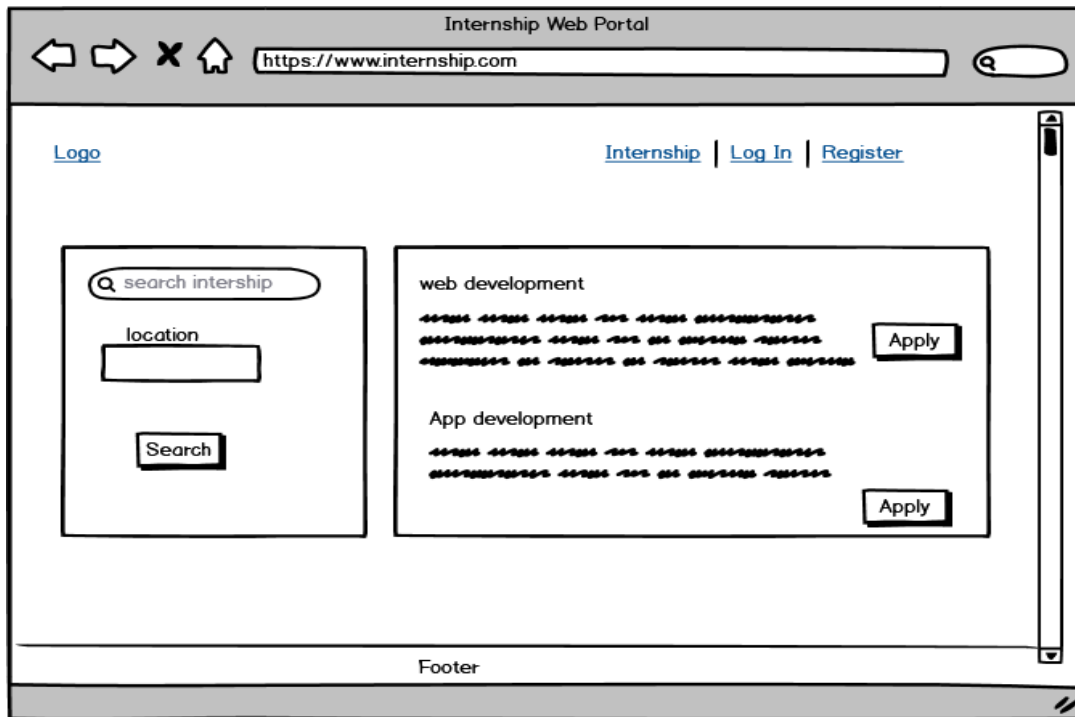 Internship Web Portal
https://www.internship.com
Logo
Internship | Log In | Register
search intership
location
Search
web development
Apply
App development
Apply
Footer